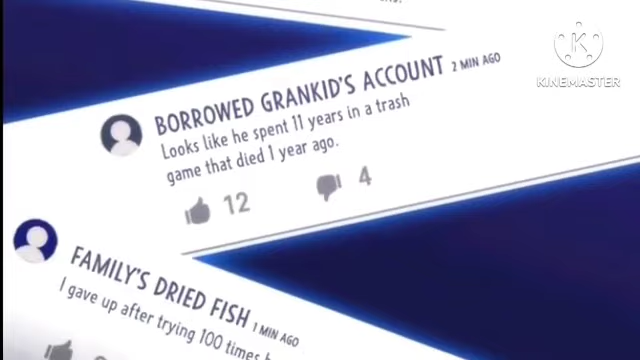 BORROWED GRANKID'S ACCOUNT 2 MIN AGO
Looks like he spent 11 years in a trash
game that died 1 year ago.
12 4
FAMILY'S DRIED FISH 1 MIN AGO
I gave up after trying 100 times
KINEMASTER